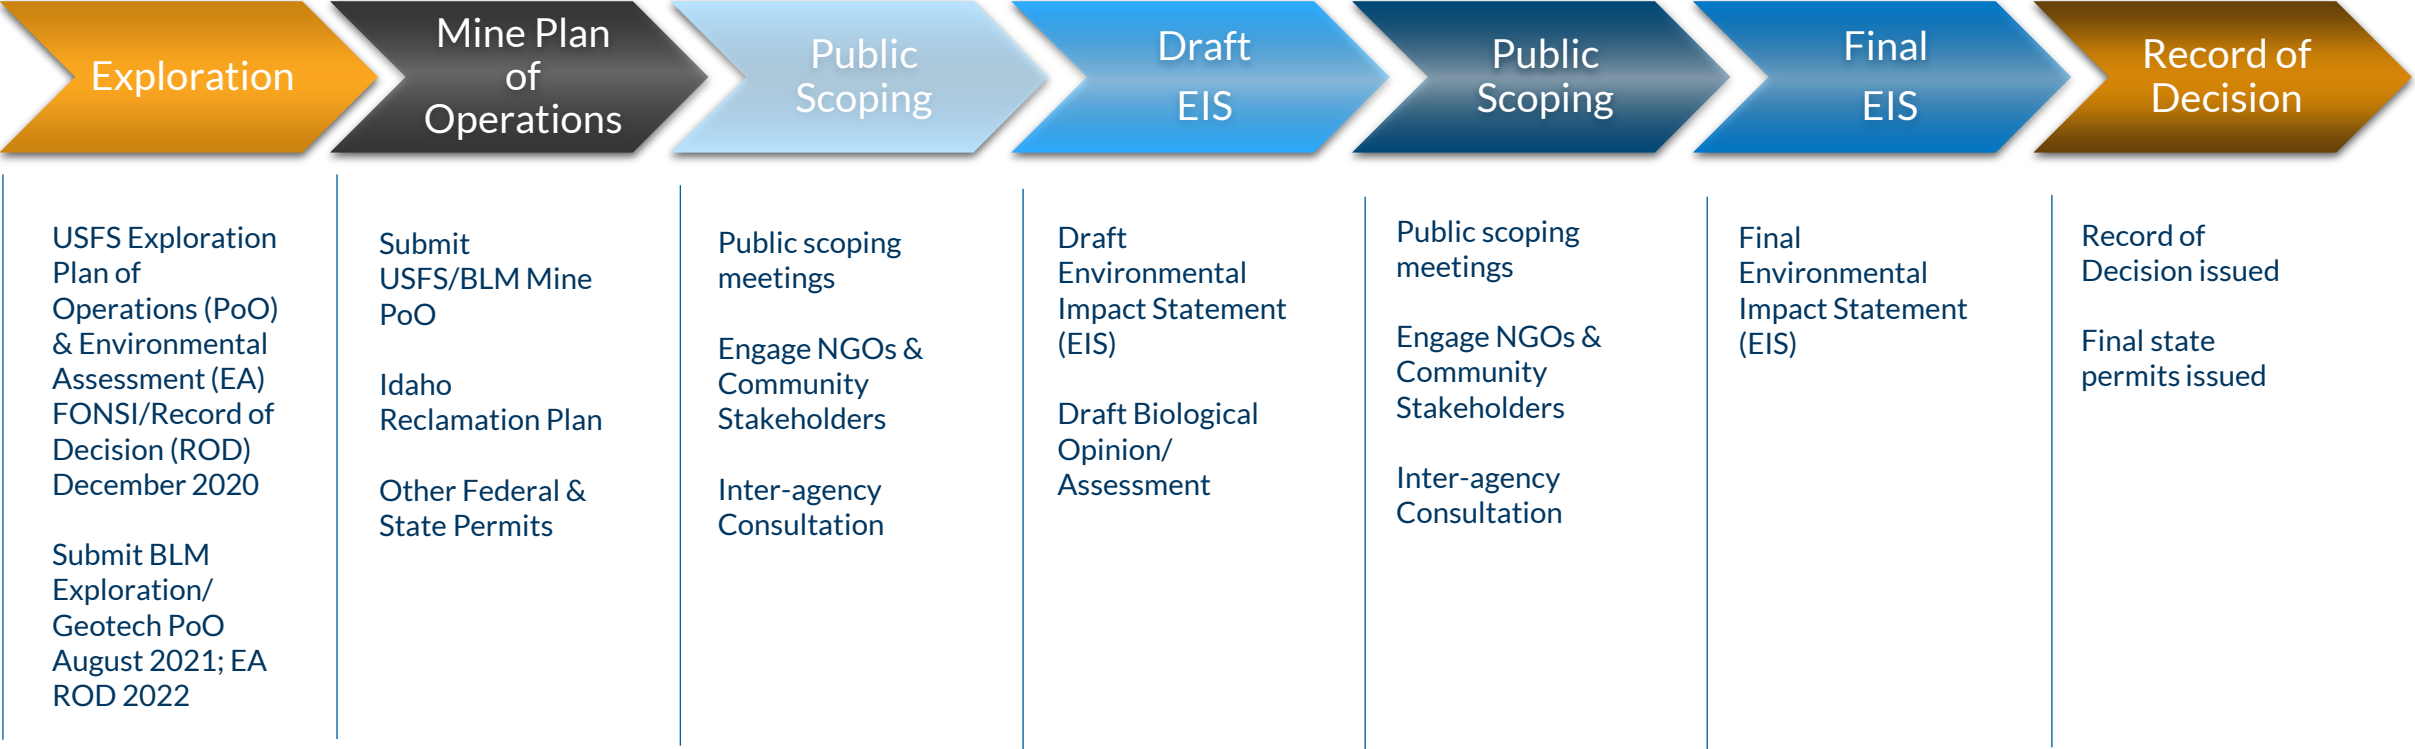 Exploration
Mine Plan
of
Operations
Public
Scoping
Draft
EIS
Public
Scoping
Final
EIS
Record of
Decision
USFS Exploration
Plan of
Operations (PoO)
& Environmental
Assessment (EA)
FONSI/Record of
Decision (ROD)
December 2020
Submit BLM
Exploration/
Geotech PoO
August 2021; EA
ROD 2022
Submit
USFS/BLM Mine
PoO
Idaho
Reclamation Plan
Other Federal &
State Permits
Public scoping
meetings
Engage NGOs &
Community
Stakeholders
Inter-agency
Consultation
Draft
Environmental
Impact Statement
(EIS)
Draft Biological
Opinion/
Assessment
Public scoping
meetings
Engage NGOs &
Community
Stakeholders
Inter-agency
Consultation
Final
Environmental
Impact Statement
(EIS)
Record of
Decision issued
Final state
permits issued